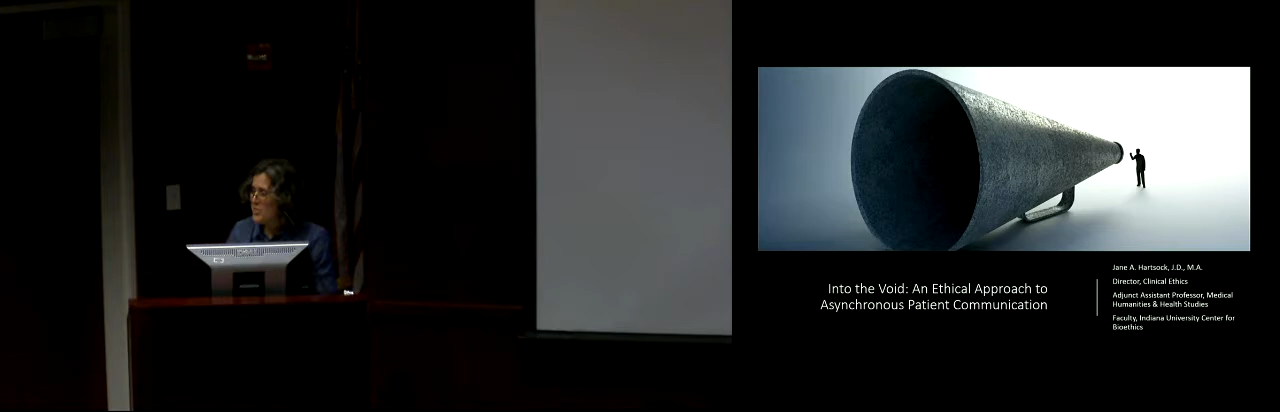 Into the Void: An Ethical Approach to
Asynchronous Patient Communication
Jane A. Hartsock, J.D., M.A.
Director, Clinical Ethics
Adjunct Assistant Professor, Medical
Humanities & Health Studies
Faculty, Indiana University Center for
Bioethics